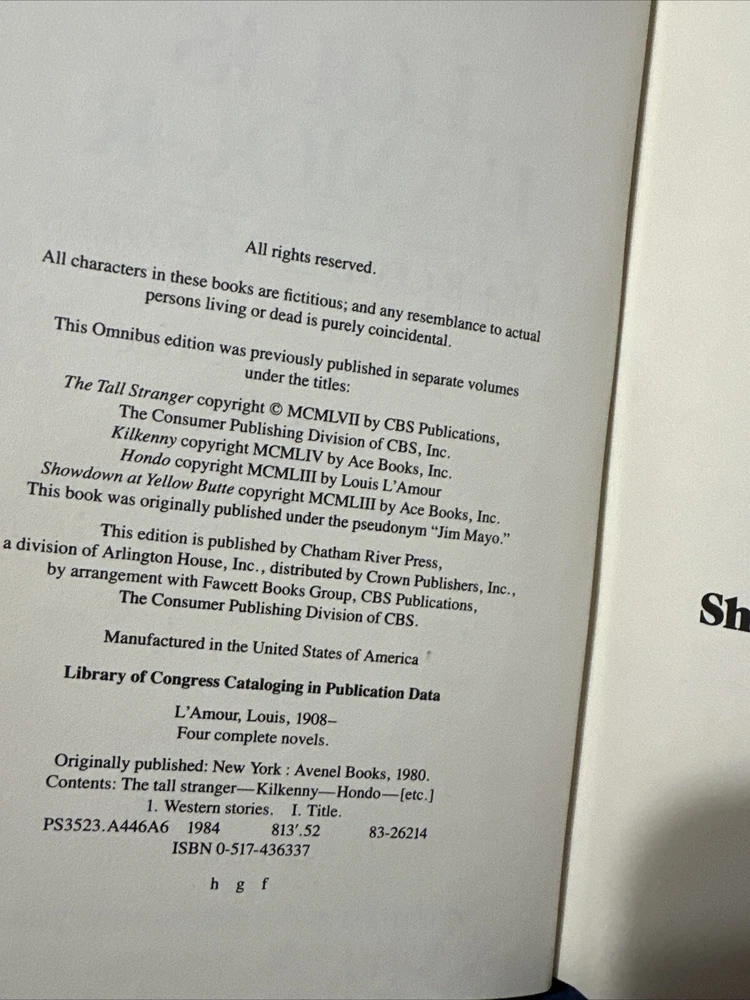 All rights reserved.
All characters in these books are fictitious; and any resemblance to actual
persons living or dead is purely coincidental.
This Omnibus edition was previously published in separate volumes
under the titles:
The Tall Stranger copyright © MCMLVII by CBS Publications,
The Consumer Publishing Division of CBS, Inc.
Kilkenny copyright MCMLIV by Ace Books, Inc.
Hondo copyright MCMLIII by Louis L'Amour
Showdown at Yellow Butte copyright MCMLIII by Ace Books, Inc.
This book was originally published under the pseudonym “Jim Mayo.”
This edition is published by Chatham River Press,
a division of Arlington House, Inc., distributed by Crown Publishers, Inc.,
by arrangement with Fawcett Books Group, CBS Publications,
The Consumer Publishing Division of CBS.
Manufactured in the United States of America
Library of Congress Cataloging in Publication Data
L'Amour, Louis, 1908–
Four complete novels.
Originally published: New York : Avenel Books, 1980.
Contents: The tall stranger—Kilkenny—Hondo—[etc.]
1. Western stories. I. Title.
PS3523.A446A6 1984 813'.52 83-26214
ISBN 0-517-436337
h g f
Sh